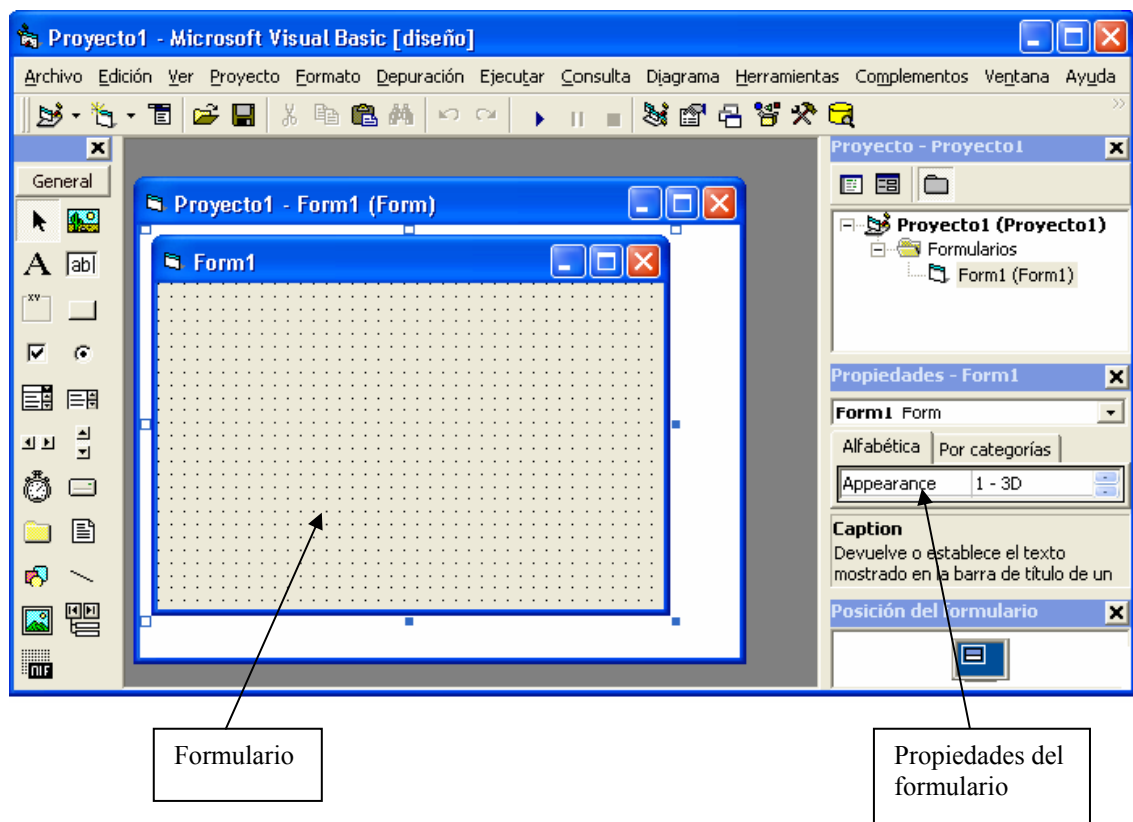 Proyecto1 - Microsoft Visual Basic [diseño]
Archivo Edición Ver Proyecto Formato Depuración Ejecutar Consulta Diagrama Herramientas Complementos Ventana Ayuda
General
A ab|
XY
NIF
Proyecto1 - Form1 (Form)
Form1
Proyecto - Proyecto1
Proyecto1 (Proyecto1)
Formularios
Form1 (Form1)
Propiedades - Form1
Form1 Form
Alfabética Por categorías
Appearance 1 - 3D
Caption
Devuelve o establece el texto
mostrado en la barra de título de un
Posición del formulario
Formulario
Propiedades del
formulario